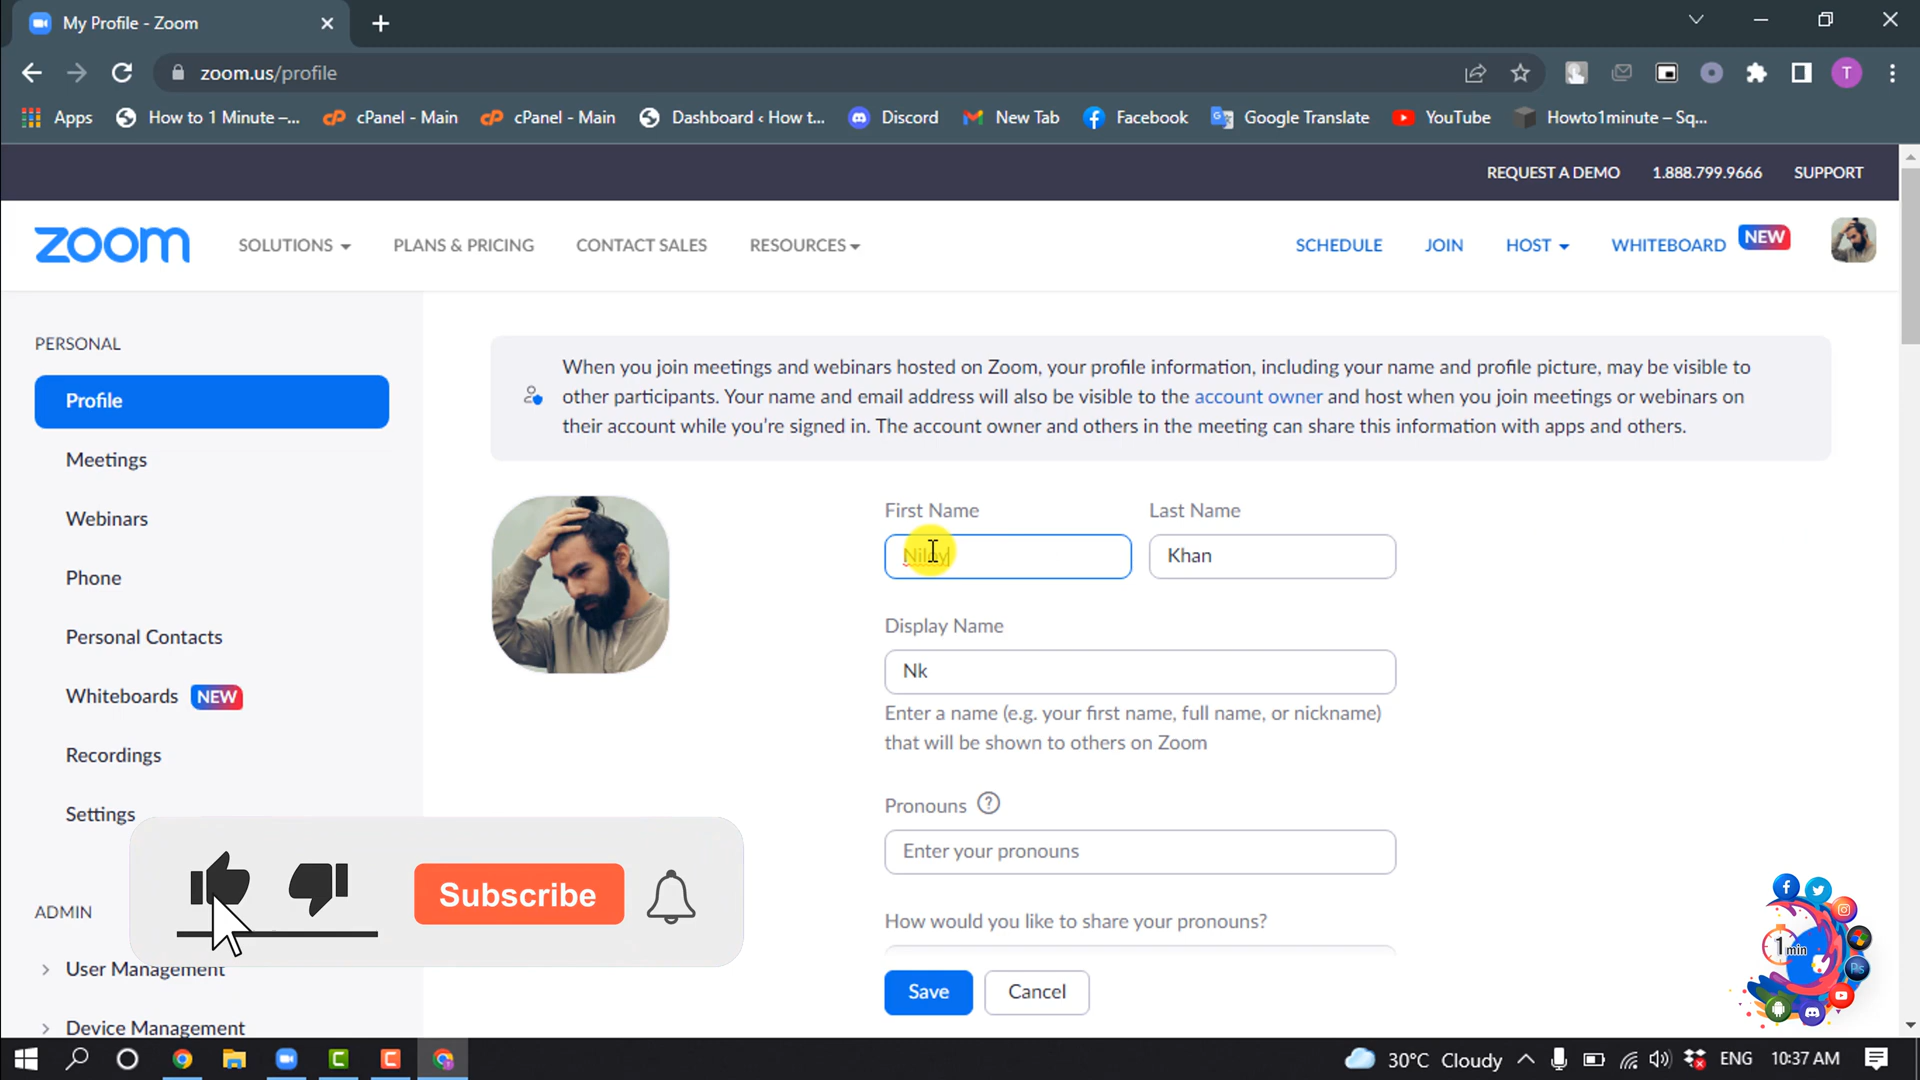 My Profile - Zoom
zoom.us/profile
T
Apps
How to 1 Minute –...
cPanel - Main
cPanel - Main
Dashboard ‹ How t...
Discord
New Tab
Facebook
Google Translate
YouTube
Howto1minute – Sq...
REQUEST A DEMO
1.888.799.9666
SUPPORT
zoom
SOLUTIONS
PLANS & PRICING
CONTACT SALES
RESOURCES
SCHEDULE
JOIN
HOST
WHITEBOARD
NEW
PERSONAL
Profile
Meetings
Webinars
Phone
Personal Contacts
Whiteboards NEW
Recordings
Settings
ADMIN
User Management
Device Management
When you join meetings and webinars hosted on Zoom, your profile information, including your name and profile picture, may be visible to
other participants. Your name and email address will also be visible to the account owner and host when you join meetings or webinars on
their account while you're signed in. The account owner and others in the meeting can share this information with apps and others.
First Name
Last Name
Khan
Display Name
Nk
Enter a name (e.g. your first name, full name, or nickname)
that will be shown to others on Zoom
Pronouns
Enter your pronouns
How would you like to share your pronouns?
Save
Cancel
Subscribe
1 min
Ps
30°C Cloudy
ENG
10:37 AM